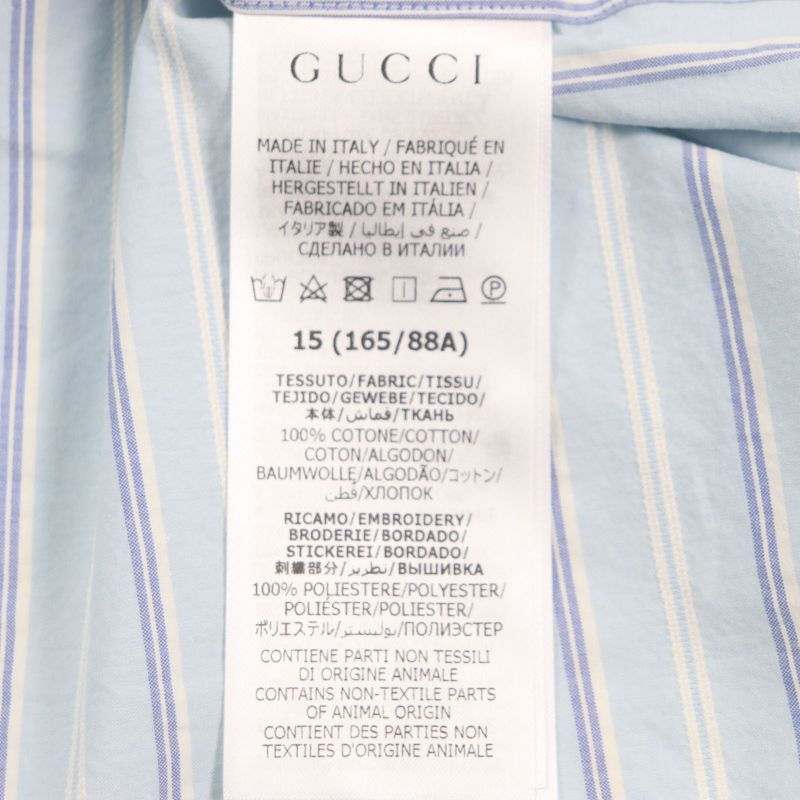 GUCCI
MADE IN ITALY / FABRIQUÉ EN
ITALIE / HECHO EN ITALIA /
HERGESTELLT IN ITALIEN /
FABRICADO EM ITÁLIA /
イタリア製 / صنع في إيطاليا /
СДЕЛАНО В ИТАЛИИ
15 (165/88A)
TESSUTO/FABRIC/TISSU/
TEJIDO/GEWEBE/TECIDO/
本体/قماش/ТКАНЬ
100% COTONE/COTTON/
COTON/ALGODON/
BAUMWOLLE/ALGODÃO/コットン/
قطن/ХЛОПОК
RICAMO/EMBROIDERY/
BRODERIE/BORDADO/
STICKEREI/BORDADO/
刺繍部分/تطريز/ВЫШИВКА
100% POLIESTERE/POLYESTER/
POLIÉSTER/POLIESTER/
ポリエステル/بوليستر/ПОЛИЭСТЕР
CONTIENE PARTI NON TESSILI
DI ORIGINE ANIMALE
CONTAINS NON-TEXTILE PARTS
OF ANIMAL ORIGIN
CONTIENT DES PARTIES NON
TEXTILES D'ORIGINE ANIMALE